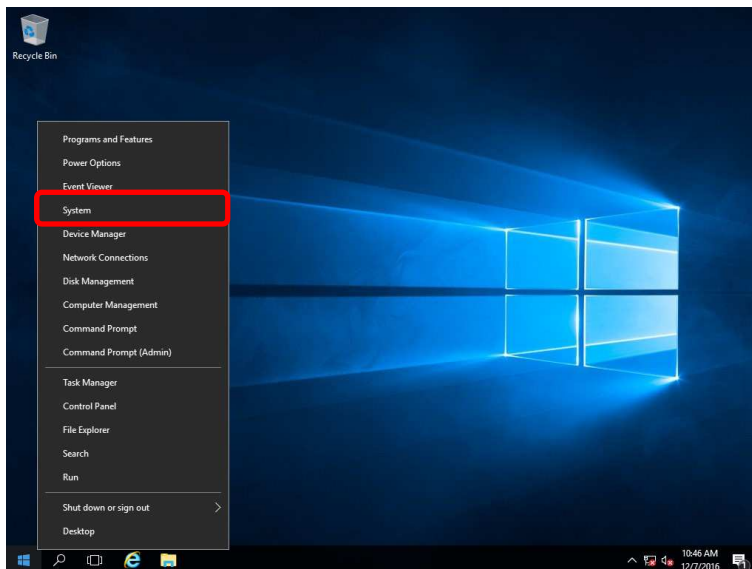 Recycle Bin
Programs and Features
Power Options
Event Viewer
System
Device Manager
Network Connections
Disk Management
Computer Management
Command Prompt
Command Prompt (Admin)
Task Manager
Control Panel
File Explorer
Search
Run
Shut down or sign out
Desktop
10:46 AM
12/7/2016